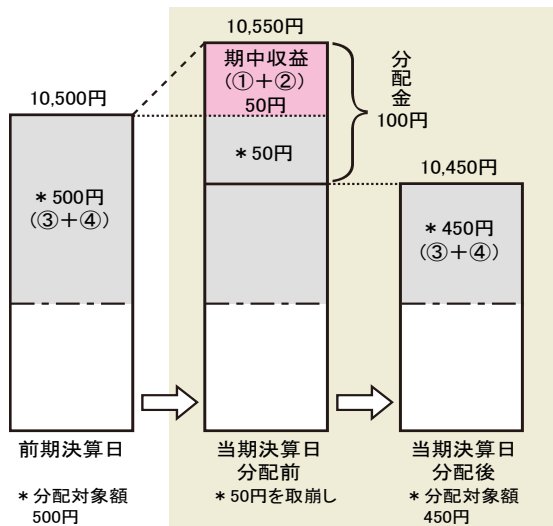 10,550円
期中収益
(①+②)
50円
分配金
100円
10,500円
*50円
10,450円
*500円
(③+④)
*450円
(③+④)
前期決算日
当期決算日
分配前
当期決算日
分配後
*分配対象額
500円
*50円を取崩し
*分配対象額
450円